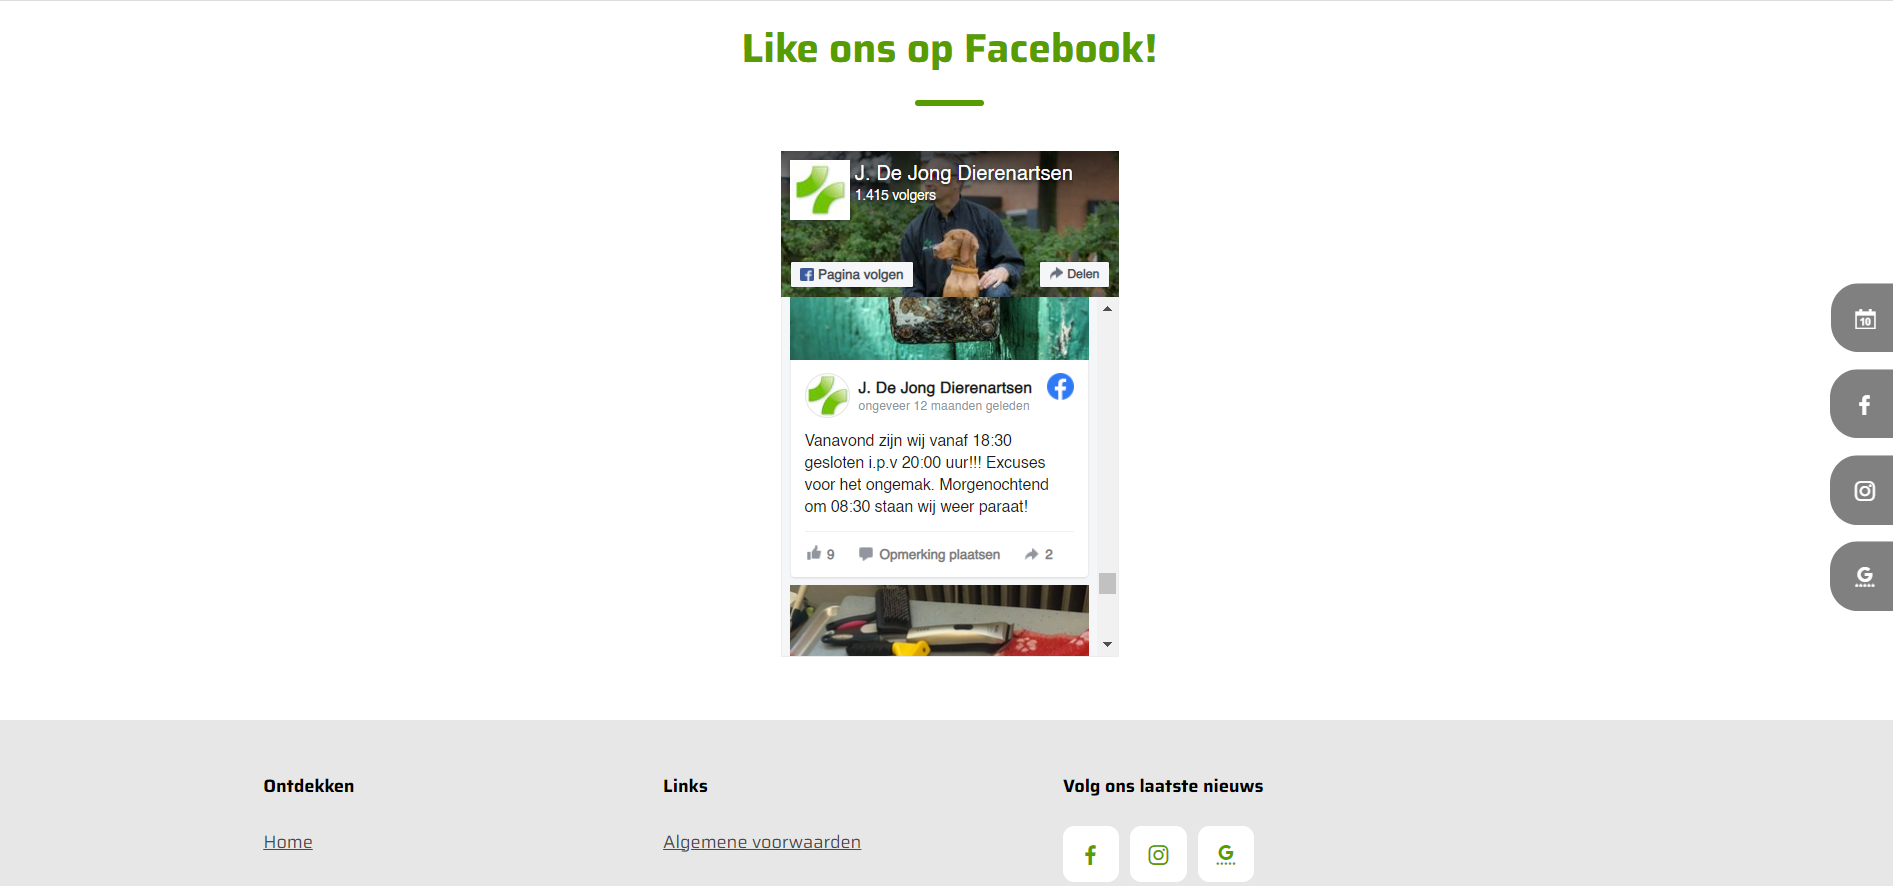 Like ons op Facebook!
J. De Jong Dierenartsen
1.415 volgers
Pagina volgen
Delen
10
J. De Jong Dierenartsen
ongeveer 12 maanden geleden
Vanavond zijn wij vanaf 18:30
gesloten i.p.v 20:00 uur!!! Excuses
voor het ongemak. Morgenochtend
om 08:30 staan wij weer paraat!
9
Opmerking plaatsen
2
Ontdekken
Links
Volg ons laatste nieuws
Home
Algemene voorwaarden